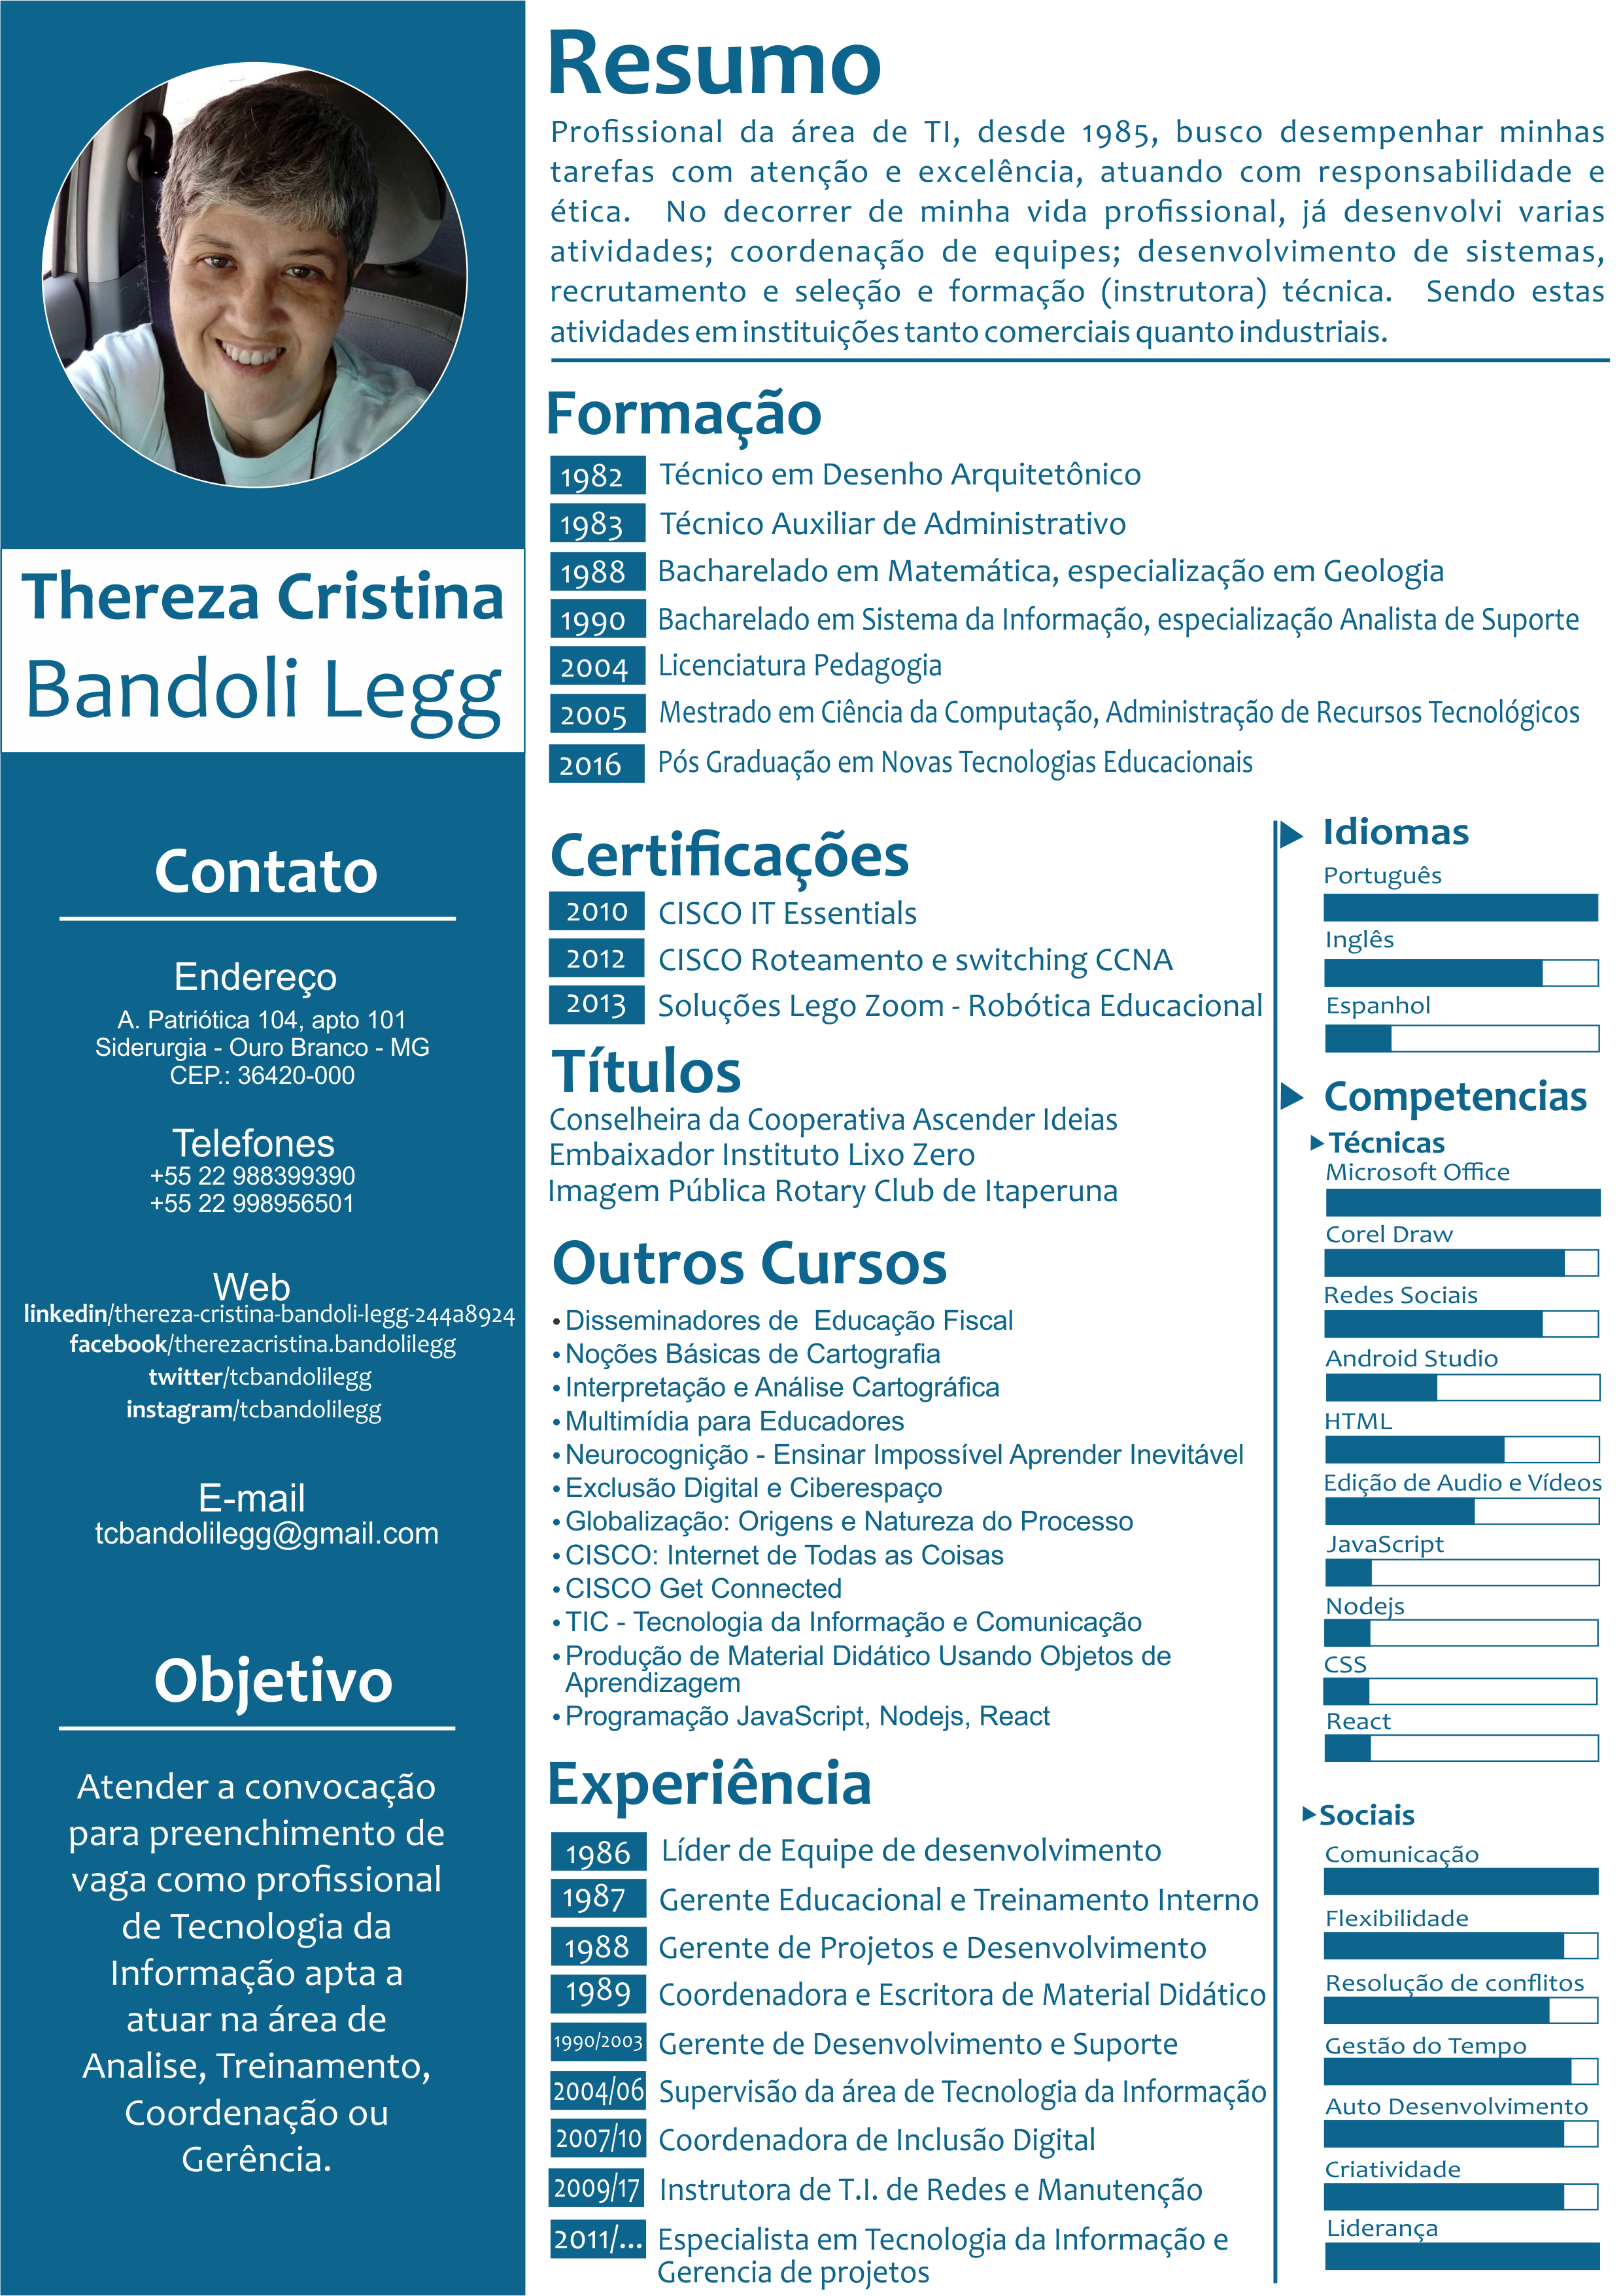 Thereza Cristina
Bandoli Legg
Contato
Endereço
A. Patriótica 104, apto 101
Siderurgia - Ouro Branco - MG
CEP.: 36420-000
Telefones
+55 22 988399390
+55 22 998956501
Web
linkedin/thereza-cristina-bandoli-legg-244a8924
facebook/therezacristina.bandolilegg
twitter/tcbandolilegg
instagram/tcbandolilegg
E-mail
tcbandolilegg@gmail.com
Objetivo
Atender a convocação
para preenchimento de
vaga como profissional
de Tecnologia da
Informação apta a
atuar na área de
Analise, Treinamento,
Coordenação ou
Gerência.
Resumo
Profissional da área de TI, desde 1985, busco desempenhar minhas
tarefas com atenção e excelência, atuando com responsabilidade e
ética. No decorrer de minha vida profissional, já desenvolvi varias
atividades; coordenação de equipes; desenvolvimento de sistemas,
recrutamento e seleção e formação (instrutora) técnica. Sendo estas
atividades em instituições tanto comerciais quanto industriais.
Formação
1982 Técnico em Desenho Arquitetônico
1983 Técnico Auxiliar de Administrativo
1988 Bacharelado em Matemática, especialização em Geologia
1990 Bacharelado em Sistema da Informação, especialização Analista de Suporte
2004 Licenciatura Pedagogia
2005 Mestrado em Ciência da Computação, Administração de Recursos Tecnológicos
2016 Pós Graduação em Novas Tecnologias Educacionais
Certificações
2010 CISCO IT Essentials
2012 CISCO Roteamento e switching CCNA
2013 Soluções Lego Zoom - Robótica Educacional
Títulos
Conselheira da Cooperativa Ascender Ideias
Embaixador Instituto Lixo Zero
Imagem Pública Rotary Club de Itaperuna
Outros Cursos
• Disseminadores de Educação Fiscal
• Noções Básicas de Cartografia
• Interpretação e Análise Cartográfica
• Multimídia para Educadores
• Neurocognição - Ensinar Impossível Aprender Inevitável
• Exclusão Digital e Ciberespaço
• Globalização: Origens e Natureza do Processo
• CISCO: Internet de Todas as Coisas
• CISCO Get Connected
• TIC - Tecnologia da Informação e Comunicação
• Produção de Material Didático Usando Objetos de
Aprendizagem
• Programação JavaScript, Nodejs, React
Experiência
1986 Líder de Equipe de desenvolvimento
1987 Gerente Educacional e Treinamento Interno
1988 Gerente de Projetos e Desenvolvimento
1989 Coordenadora e Escritora de Material Didático
1990/2003 Gerente de Desenvolvimento e Suporte
2004/06 Supervisão da área de Tecnologia da Informação
2007/10 Coordenadora de Inclusão Digital
2009/17 Instrutora de T.I. de Redes e Manutenção
2011/... Especialista em Tecnologia da Informação e
Gerencia de projetos
Idiomas
Português
Inglês
Espanhol
Competencias
Técnicas
Microsoft Office
Corel Draw
Redes Sociais
Android Studio
HTML
Edição de Audio e Vídeos
JavaScript
Nodejs
CSS
React
Sociais
Comunicação
Flexibilidade
Resolução de conflitos
Gestão do Tempo
Auto Desenvolvimento
Criatividade
Liderança